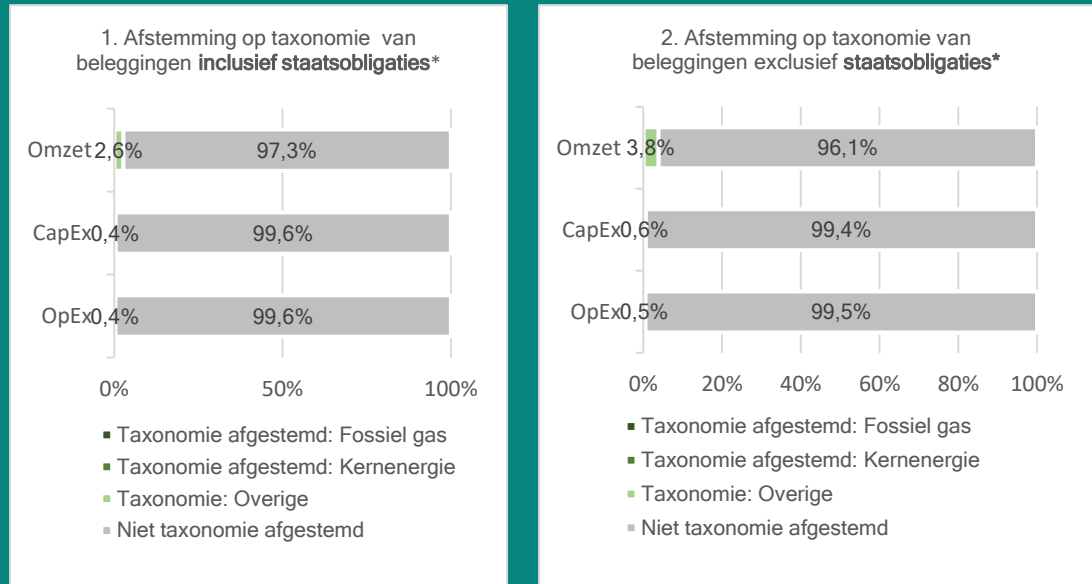 1. Afstemming op taxonomie van
beleggingen inclusief staatsobligaties*
Omzet 2,6% 97,3%
CapEx 0,4% 99,6%
OpEx 0,4% 99,6%
0% 50% 100%
Taxonomie afgestemd: Fossiel gas
Taxonomie afgestemd: Kernenergie
Taxonomie: Overige
Niet taxonomie afgestemd
2. Afstemming op taxonomie van
beleggingen exclusief staatsobligaties*
Omzet 3,8% 96,1%
CapEx 0,6% 99,4%
OpEx 0,5% 99,5%
0% 20% 40% 60% 80% 100%
Taxonomie afgestemd: Fossiel gas
Taxonomie afgestemd: Kernenergie
Taxonomie: Overige
Niet taxonomie afgestemd